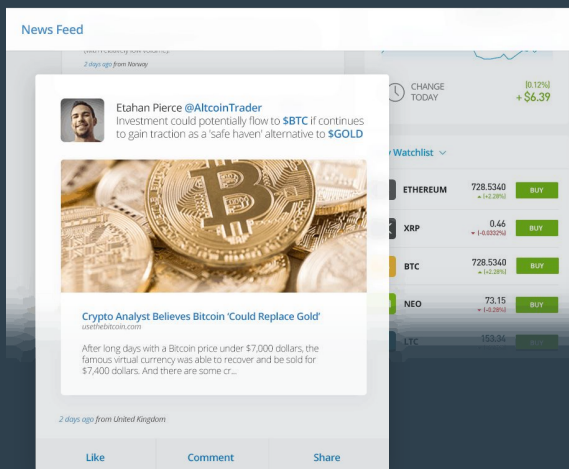 News Feed
2 days ago from Norway
CHANGE
TODAY
(0.12%)
+ $6.39
Etahan Pierce @AltcoinTrader
Investment could potentially flow to $BTC if continues
to gain traction as a 'safe haven' alternative to $GOLD
Watchlist
ETHEREUM 728.5340 BUY
(+2.28%)
XRP 0.46 BUY
(-0.0332%)
BTC 728.5340 BUY
(+2.28%)
NEO 73.15 BUY
(-0.28%)
LTC 153.36 BUY
Crypto Analyst Believes Bitcoin 'Could Replace Gold'
usethebitcoin.com
After long days with a Bitcoin price under $7,000 dollars, the
famous virtual currency was able to recover and be sold for
$7,400 dollars. And there are some cr...
2 days ago from United Kingdom
Like Comment Share